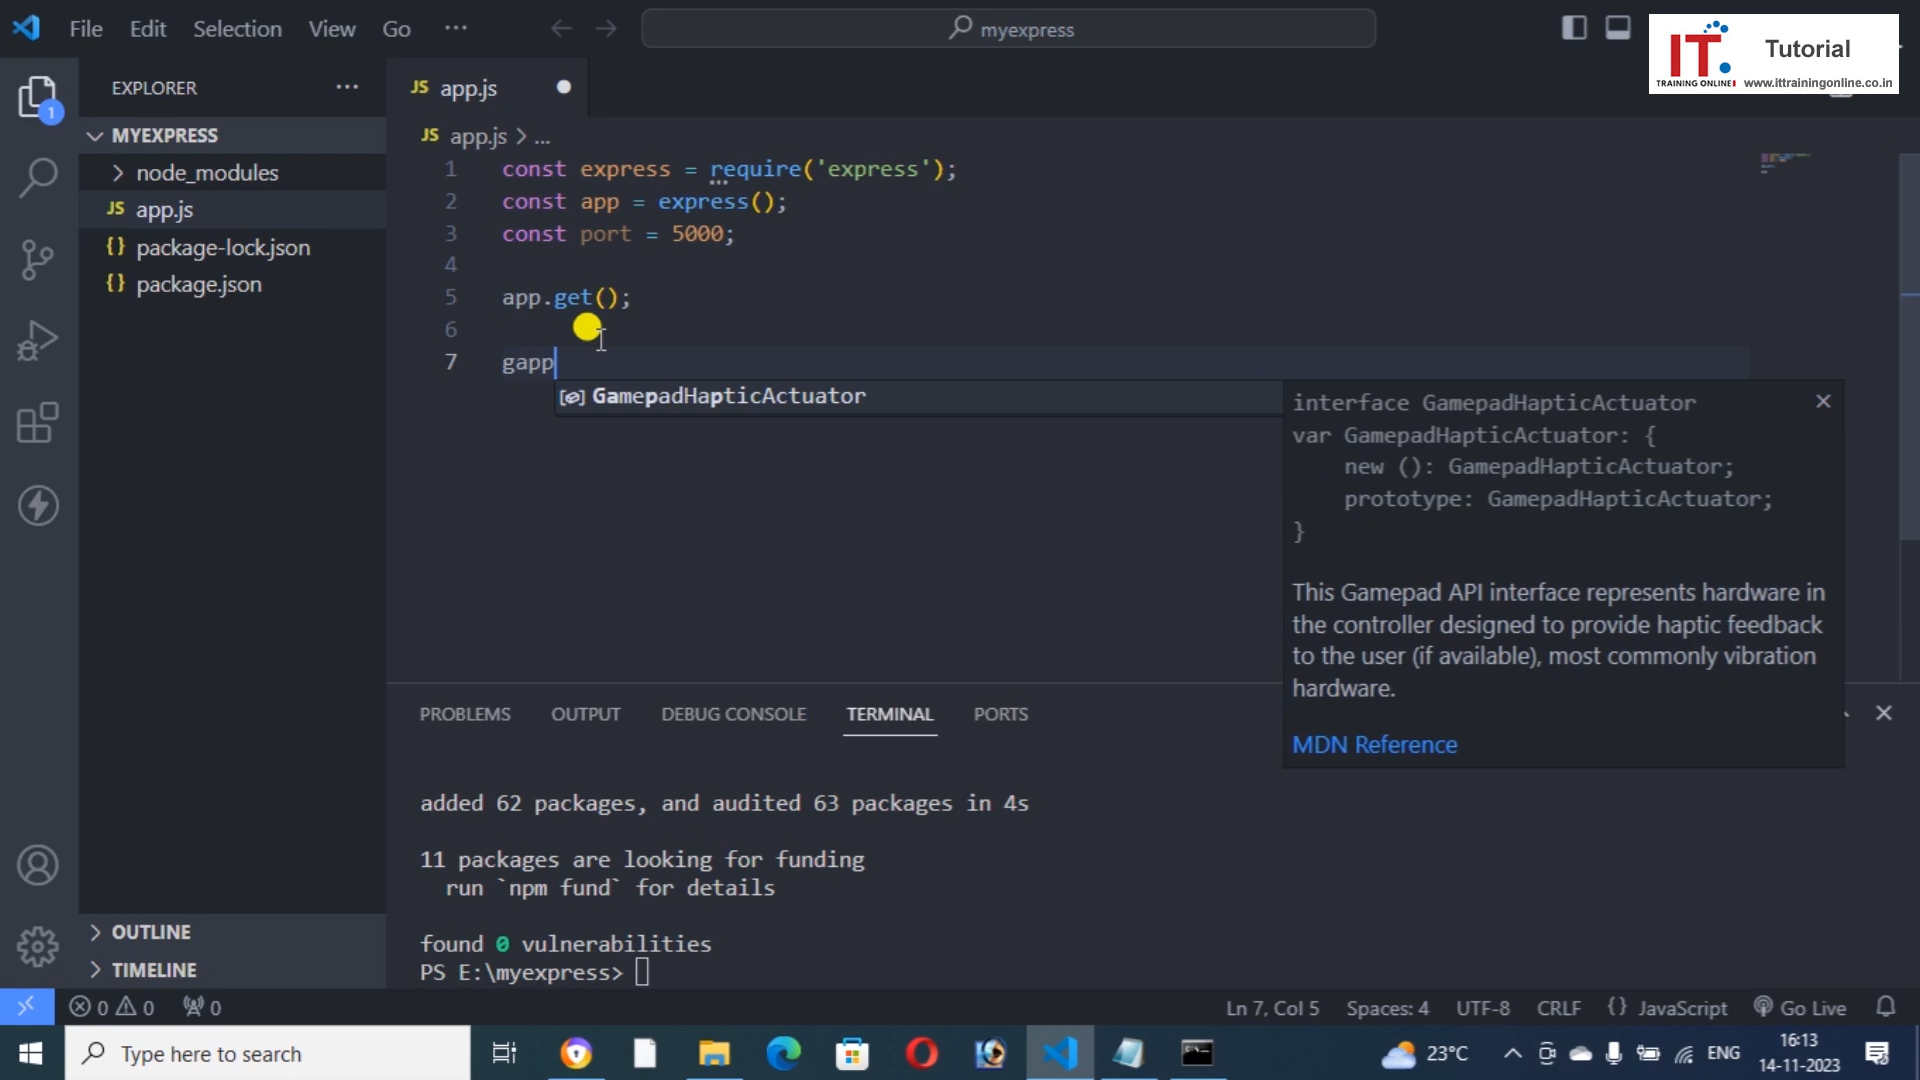 File Edit Selection View Go ···
myexpress
IT
TRAINING ONLINE
Tutorial
www.ittrainingonline.co.in
EXPLORER ···
JS app.js
1
MYEXPRESS
JS app.js > ...
node_modules
JS app.js
{} package-lock.json
{} package.json
1 const express = require('express');
2 const app = express();
3 const port = 5000;
4
5 app.get();
6
7 gapp
GamepadHapticActuator
interface GamepadHapticActuator
var GamepadHapticActuator: {
new (): GamepadHapticActuator;
prototype: GamepadHapticActuator;
}
This Gamepad API interface represents hardware in
the controller designed to provide haptic feedback
to the user (if available), most commonly vibration
hardware.
MDN Reference
PROBLEMS OUTPUT DEBUG CONSOLE TERMINAL PORTS
added 62 packages, and audited 63 packages in 4s
11 packages are looking for funding
run `npm fund` for details
found 0 vulnerabilities
PS E:\myexpress>
OUTLINE
TIMELINE
0 0 0
Ln 7, Col 5 Spaces: 4 UTF-8 CRLF {} JavaScript Go Live
Type here to search
23°C
ENG
16:13
14-11-2023